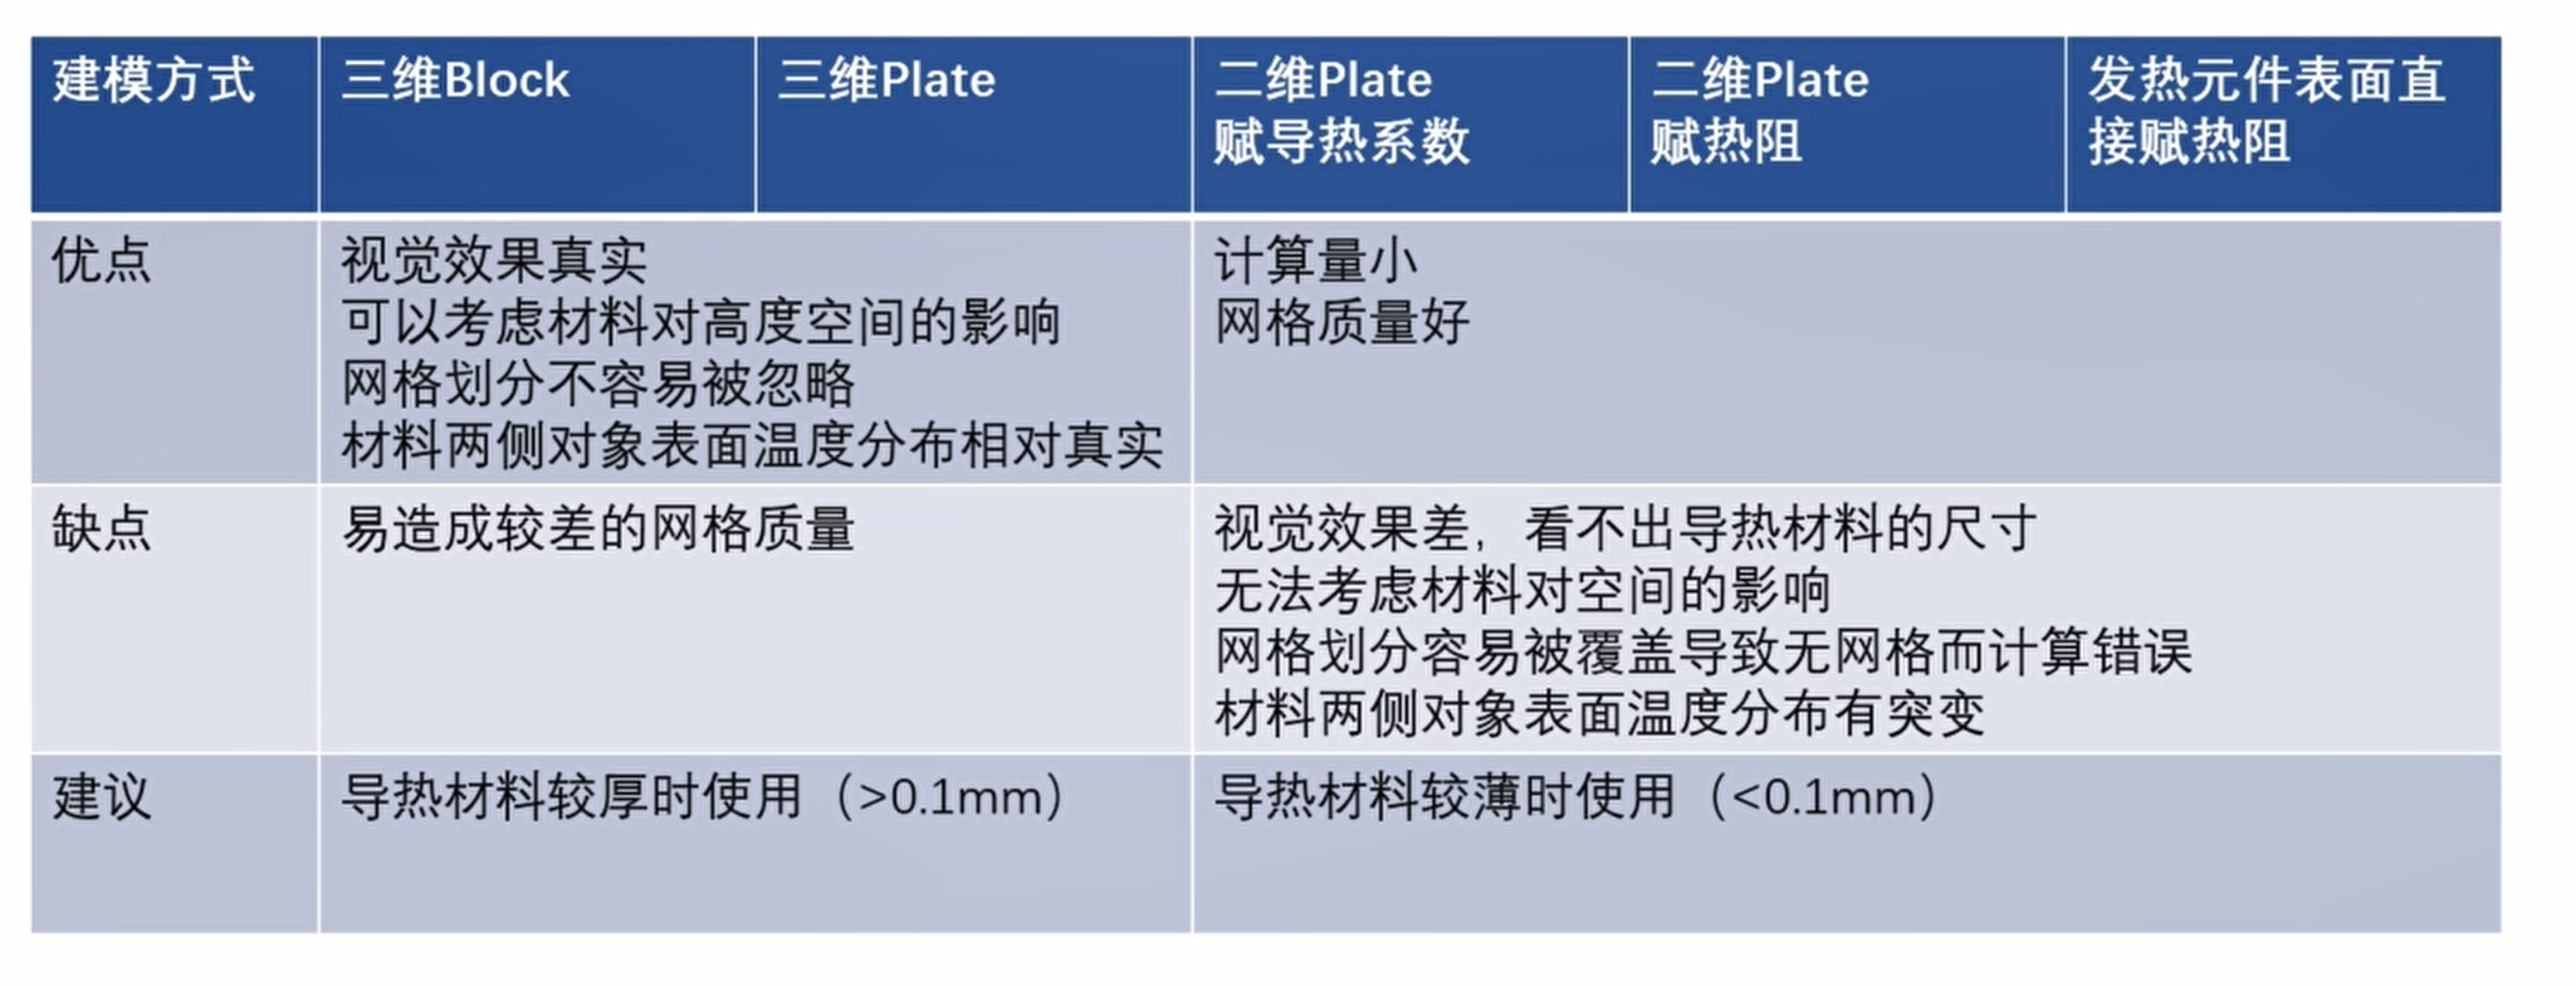 建模方式
三维Block
三维Plate
二维Plate
赋导热系数
二维Plate
赋热阻
发热元件表面直
接赋热阻
优点
视觉效果真实
可以考虑材料对高度空间的影响
网格划分不容易被忽略
材料两侧对象表面温度分布相对真实
计算量小
网格质量好
缺点
易造成较差的网格质量
视觉效果差，看不出导热材料的尺寸
无法考虑材料对空间的影响
网格划分容易被覆盖导致无网格而计算错误
材料两侧对象表面温度分布有突变
建议
导热材料较厚时使用（>0.1mm）
导热材料较薄时使用（<0.1mm）